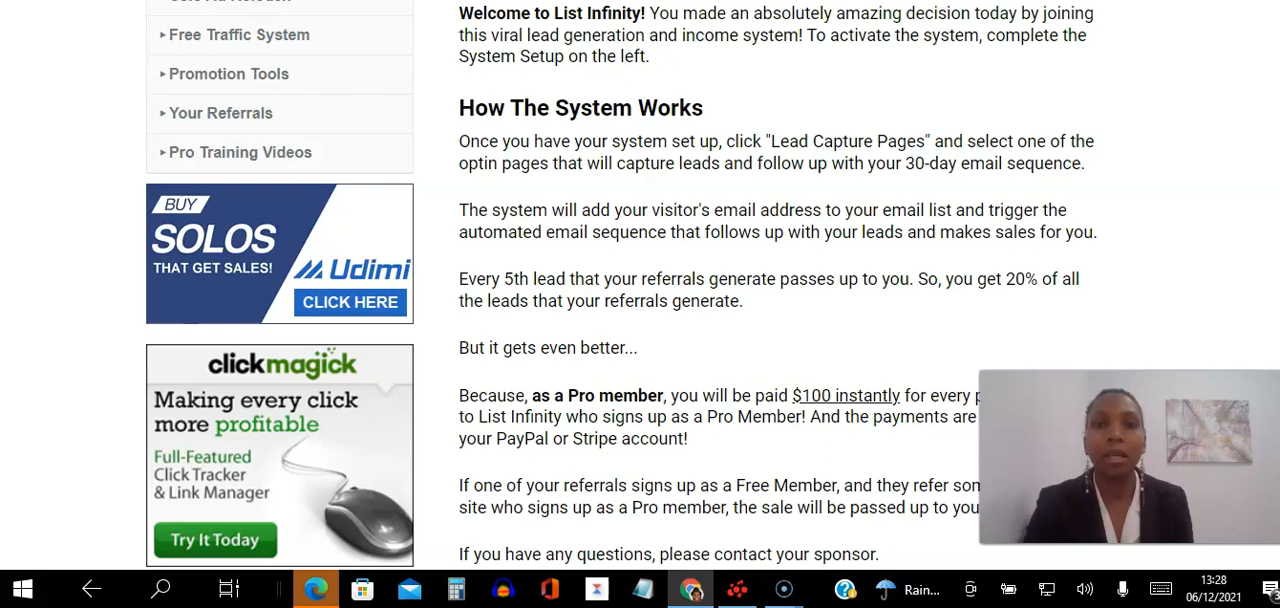 Free Traffic System
Promotion Tools
Your Referrals
Pro Training Videos
BUY
SOLOS
THAT GET SALES!
Udimi
CLICK HERE
clickmagick
Making every click
more profitable
Full-Featured
Click Tracker
& Link Manager
Try It Today
Welcome to List Infinity! You made an absolutely amazing decision today by joining
this viral lead generation and income system! To activate the system, complete the
System Setup on the left.
How The System Works
Once you have your system set up, click "Lead Capture Pages" and select one of the
optin pages that will capture leads and follow up with your 30-day email sequence.
The system will add your visitor's email address to your email list and trigger the
automated email sequence that follows up with your leads and makes sales for you.
Every 5th lead that your referrals generate passes up to you. So, you get 20% of all
the leads that your referrals generate.
But it gets even better...
Because, as a Pro member, you will be paid $100 instantly for every
to List Infinity who signs up as a Pro Member! And the payments are
your PayPal or Stripe account!
If one of your referrals signs up as a Free Member, and they refer
site who signs up as a Pro member, the sale will be passed up to you
If you have any questions, please contact your sponsor.
Rain...
13:28
06/12/2021